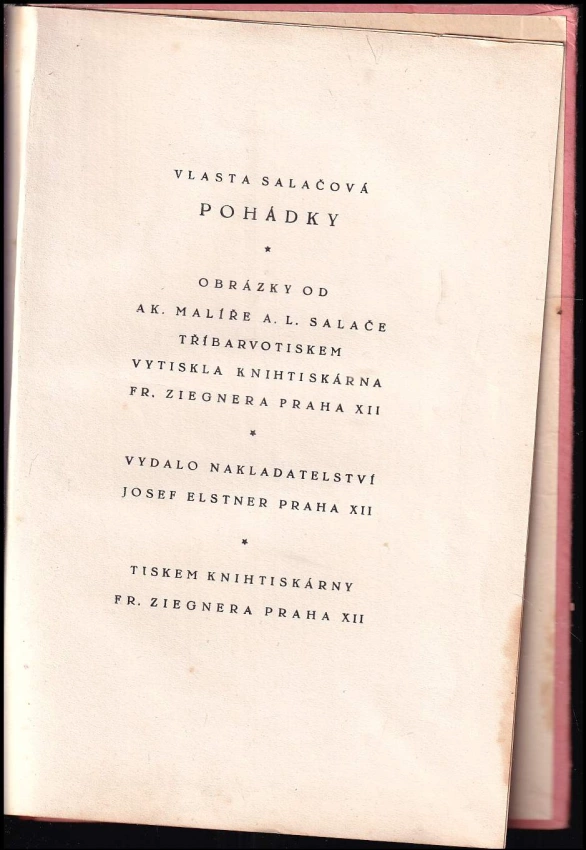 VLASTA SALAČOVÁ
POHÁDKY
*
OBRÁZKY OD
AK. MALÍŘE A. L. SALAČE
TŘÍBARVOTISKEM
VYTISKLA KNIHTISKÁRNA
FR. ZIEGNERA PRAHA XII
*
VYDALO NAKLADATELSTVÍ
JOSEF ELSTNER PRAHA XII
*
TISKEM KNIHTISKÁRNY
FR. ZIEGNERA PRAHA XII